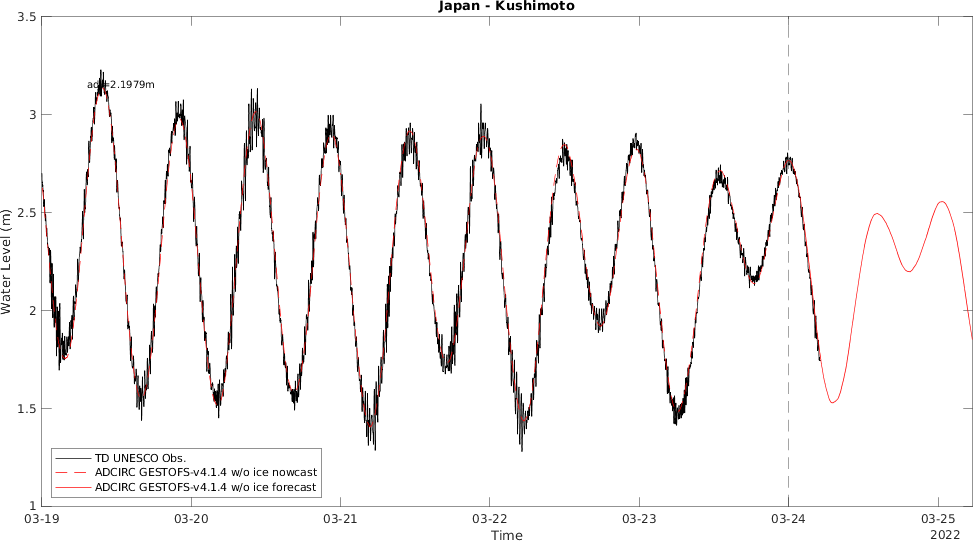 Japan - Kushimoto
3.5
3
2.5
2
1.5
1
Water Level (m)
=2.1979m
TD UNESCO Obs.
ADCIRC GESTOFS-v4.1.4 w/o ice nowcast
ADCIRC GESTOFS-v4.1.4 w/o ice forecast
03-19
03-20
03-21
03-22
03-23
03-24
03-25
Time
2022